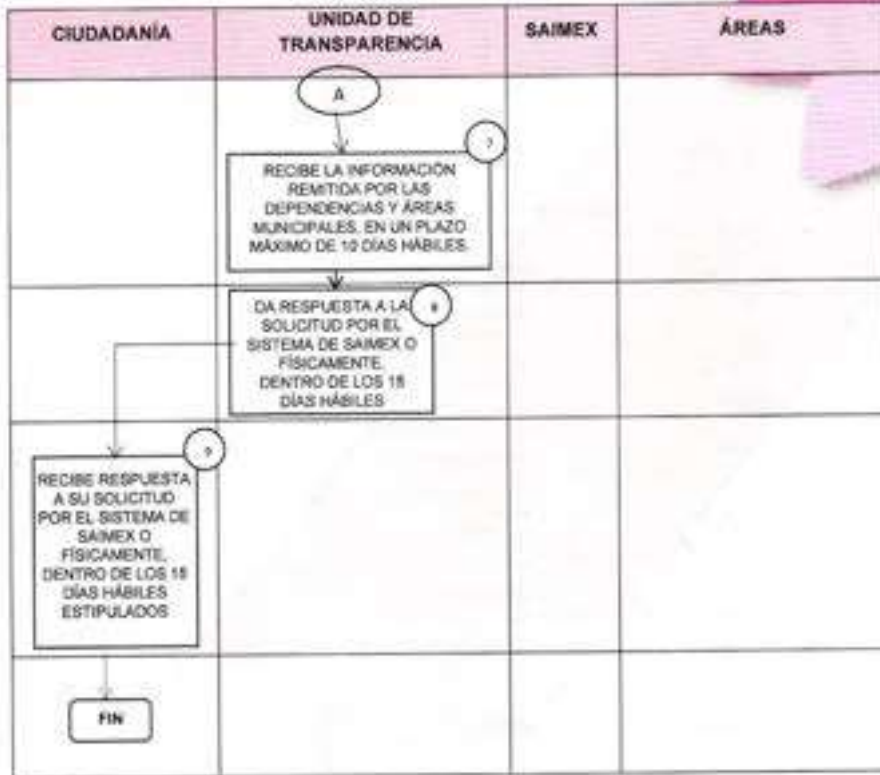 CIUDADANÍA
UNIDAD DE
TRANSPARENCIA
SAIMEX
ÁREAS
A
7
RECIBE LA INFORMACIÓN
REMITIDA POR LAS
DEPENDENCIAS Y ÁREAS
MUNICIPALES, EN UN PLAZO
MÁXIMO DE 10 DÍAS HÁBILES.
8
DA RESPUESTA A LA
SOLICITUD POR EL
SISTEMA DE SAIMEX O
FÍSICAMENTE,
DENTRO DE LOS 15
DÍAS HÁBILES
9
RECIBE RESPUESTA
A SU SOLICITUD
POR EL SISTEMA DE
SAIMEX O
FÍSICAMENTE,
DENTRO DE LOS 15
DÍAS HÁBILES
ESTIPULADOS
FIN